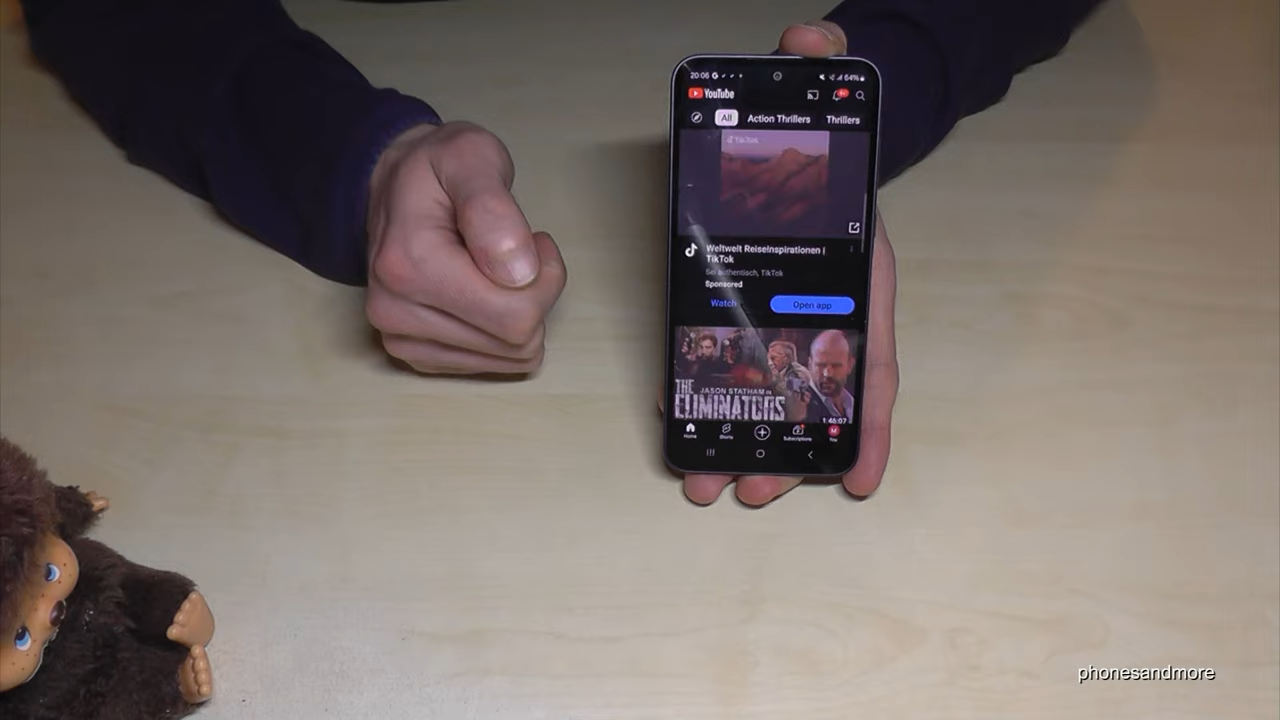 20:06
64%
YouTube
All Action Thrillers Thrillers
TikTok
Weltweit Reiseinspirationen |
TikTok
Sei authentisch, TikTok
Sponsored
Watch Open app
THE
JASON STATHAM IN
ELIMINATORS
1:46:07
Home Shorts Subscriptions You
phonesandmore